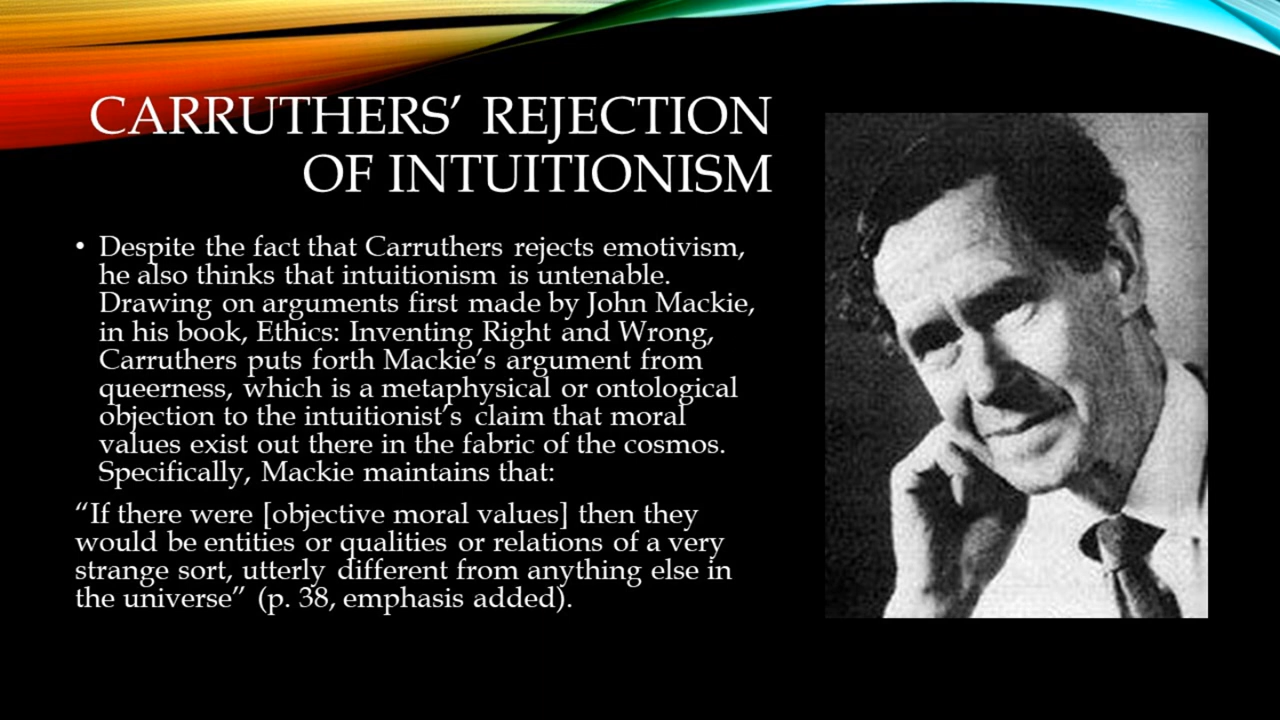 CARRUTHERS’ REJECTION
OF INTUITIONISM
• Despite the fact that Carruthers rejects emotivism,
he also thinks that intuitionism is untenable.
Drawing on arguments first made by John Mackie,
in his book, Ethics: Inventing Right and Wrong,
Carruthers puts forth Mackie’s argument from
queerness, which is a metaphysical or ontological
objection to the intuitionist’s claim that moral
values exist out there in the fabric of the cosmos.
Specifically, Mackie maintains that:
“If there were [objective moral values] then they
would be entities or qualities or relations of a very
strange sort, utterly different from anything else in
the universe” (p. 38, emphasis added).